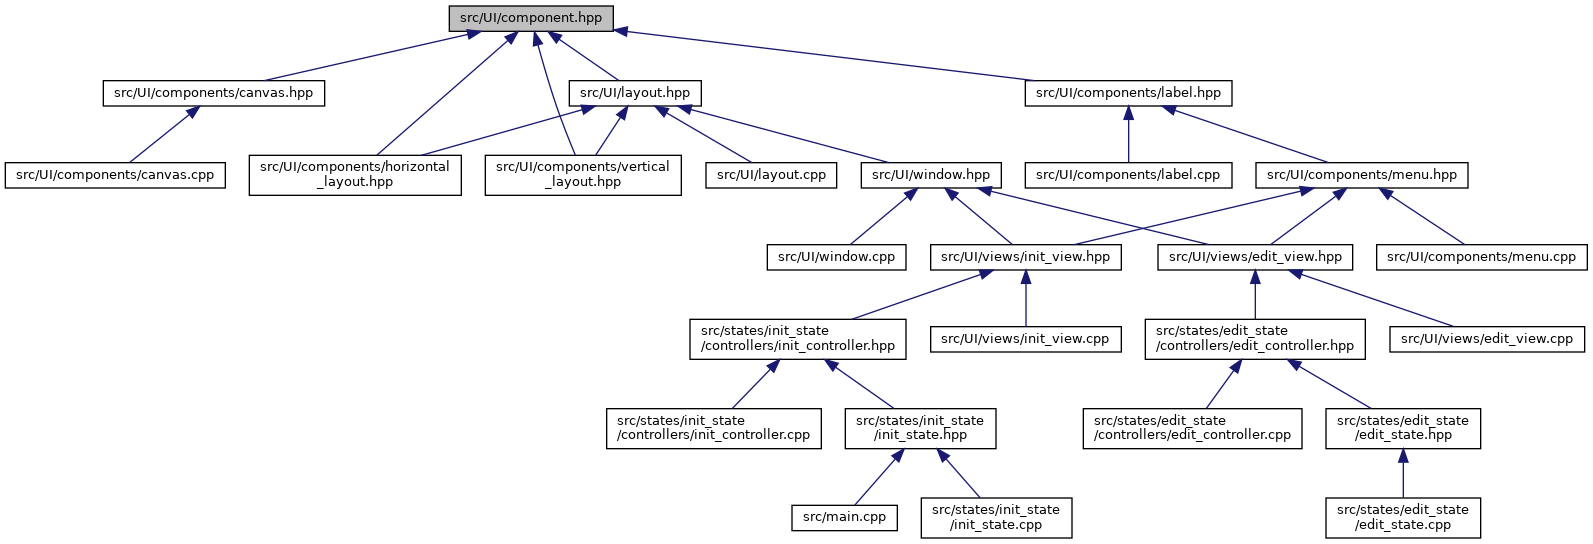 src/UI/component.hpp
src/UI/components/canvas.hpp
src/UI/layout.hpp
src/UI/components/label.hpp
src/UI/components/canvas.cpp
src/UI/components/horizontal
_layout.hpp
src/UI/components/vertical
_layout.hpp
src/UI/layout.cpp
src/UI/window.hpp
src/UI/components/label.cpp
src/UI/components/menu.hpp
src/UI/window.cpp
src/UI/views/init_view.hpp
src/UI/views/edit_view.hpp
src/UI/components/menu.cpp
src/states/init_state
/controllers/init_controller.hpp
src/UI/views/init_view.cpp
src/states/edit_state
/controllers/edit_controller.hpp
src/UI/views/edit_view.cpp
src/states/init_state
/controllers/init_controller.cpp
src/states/init_state
/init_state.hpp
src/states/edit_state
/controllers/edit_controller.cpp
src/states/edit_state
/edit_state.hpp
src/main.cpp
src/states/init_state
/init_state.cpp
src/states/edit_state
/edit_state.cpp